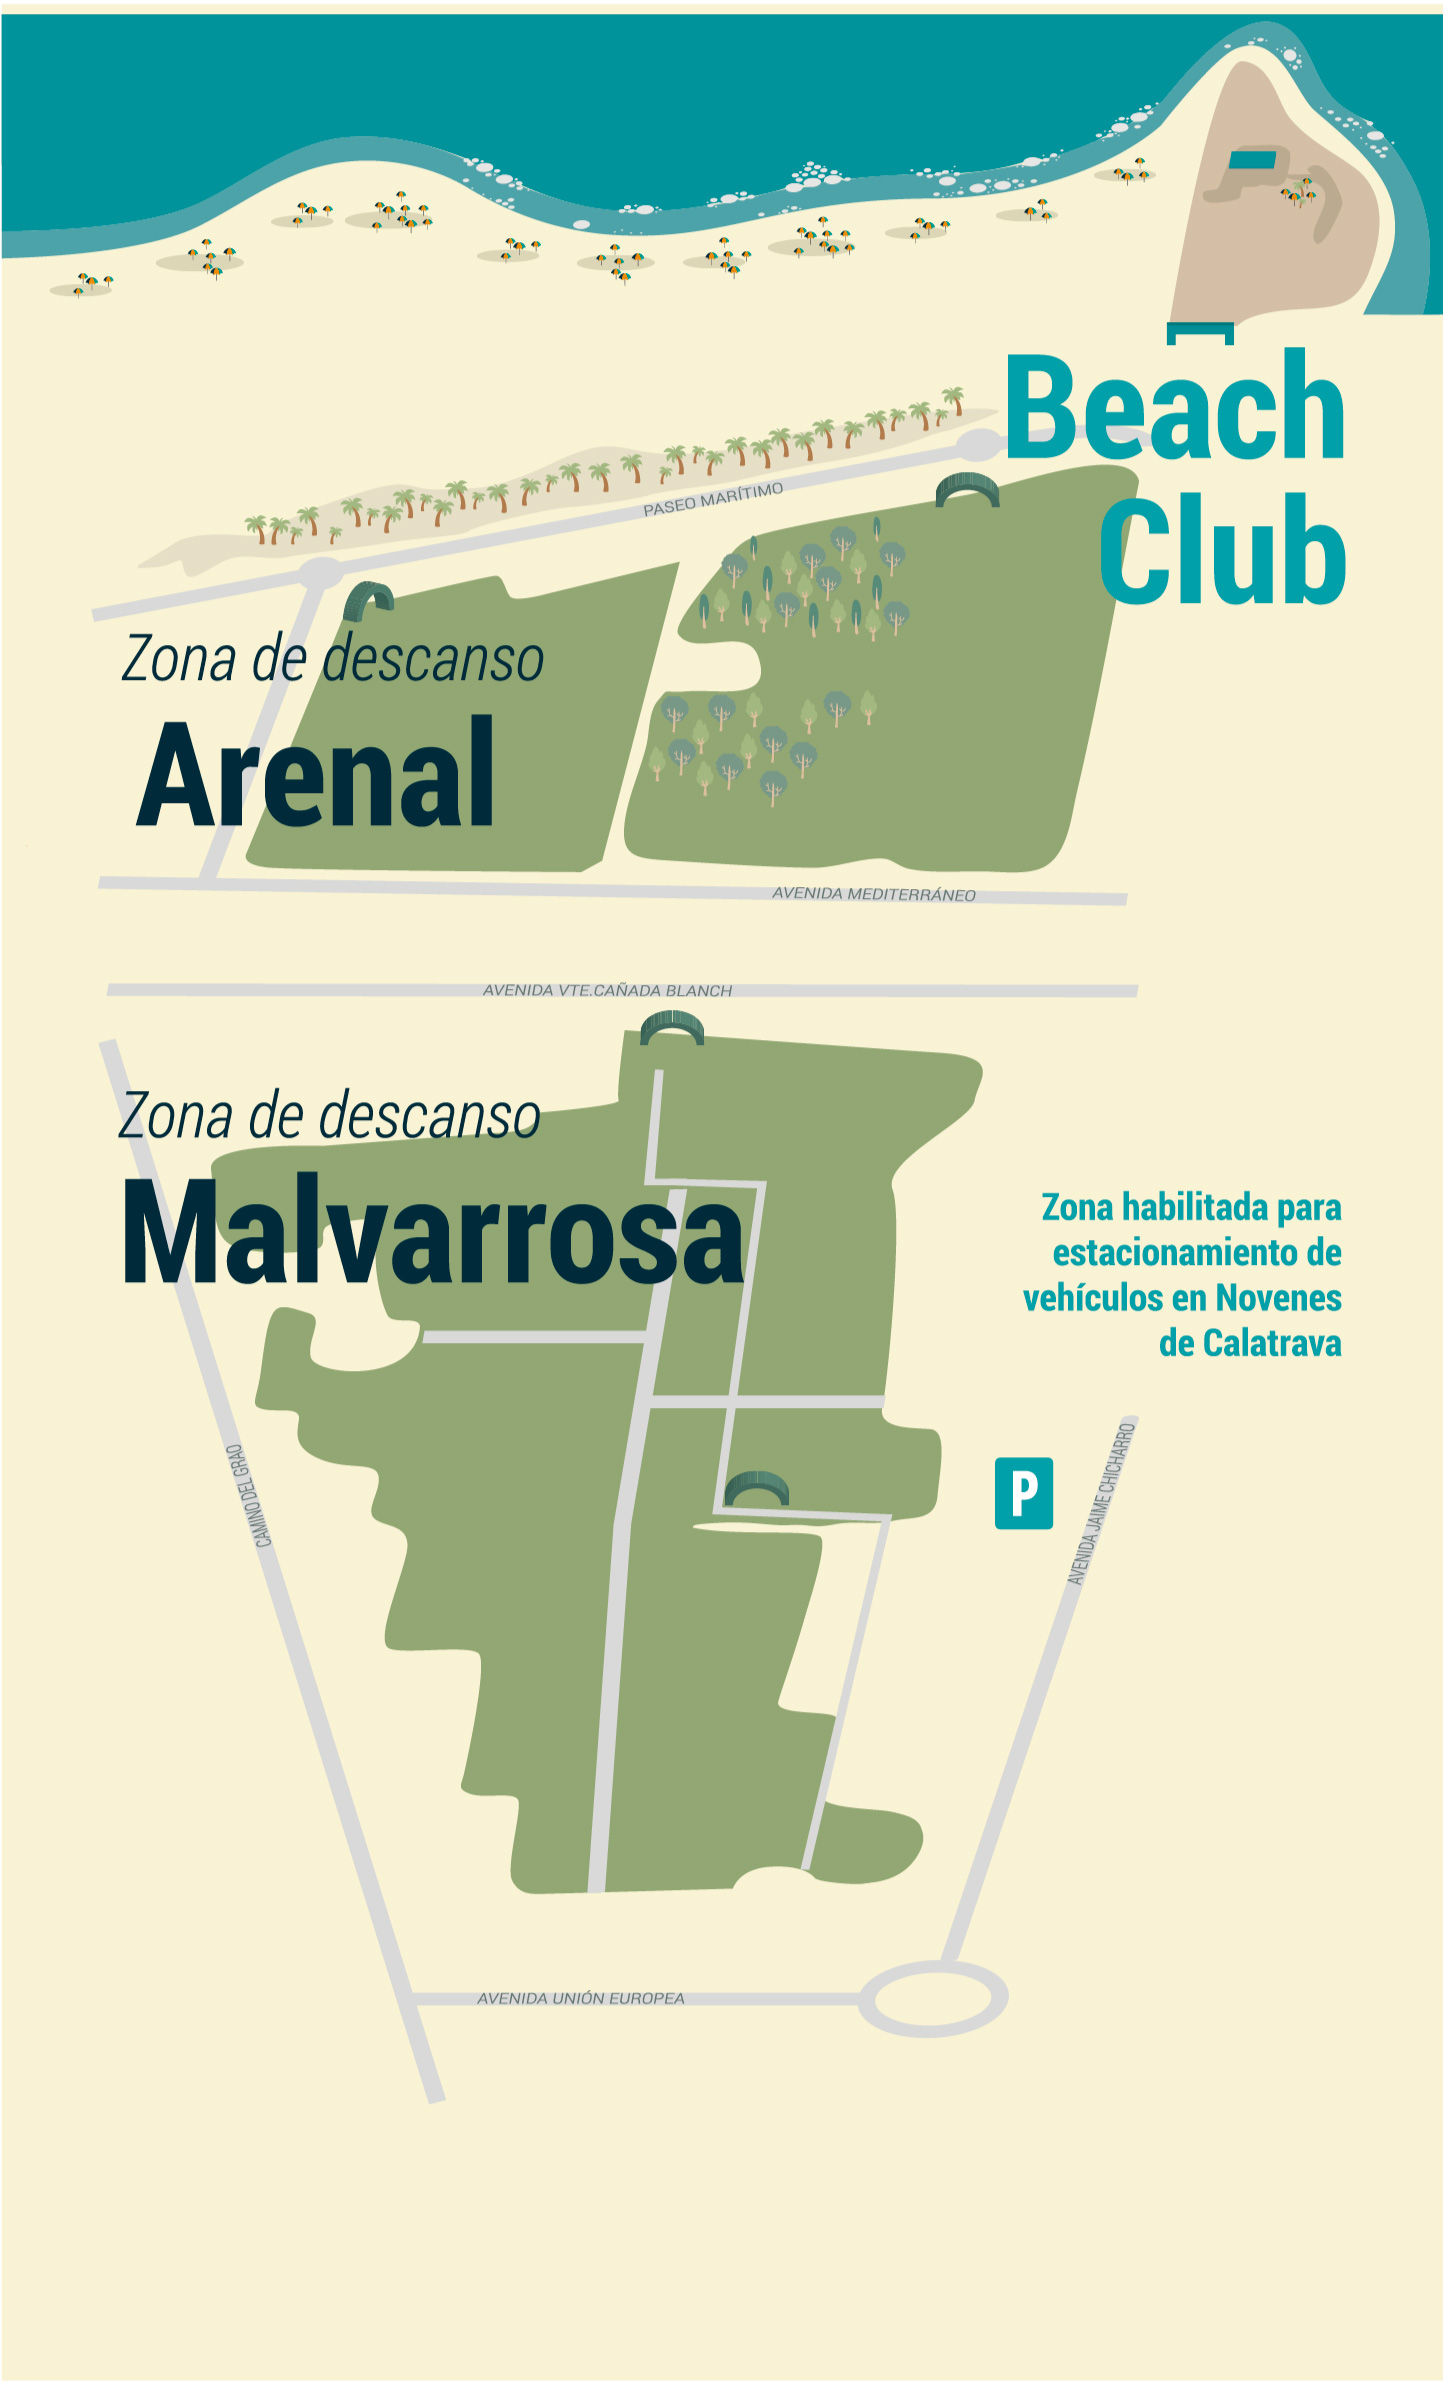 Beach
Club
PASEO MARÍTIMO
Zona de descanso
Arenal
AVENIDA MEDITERRÁNEO
AVENIDA VTE.CAÑADA BLANCH
Zona de descanso
Malvarrosa
Zona habilitada para
estacionamiento de
vehículos en Novenes
de Calatrava
CAMINO DEL GRAO
P
AVENIDA JAIME CHICHARRO
AVENIDA UNIÓN EUROPEA